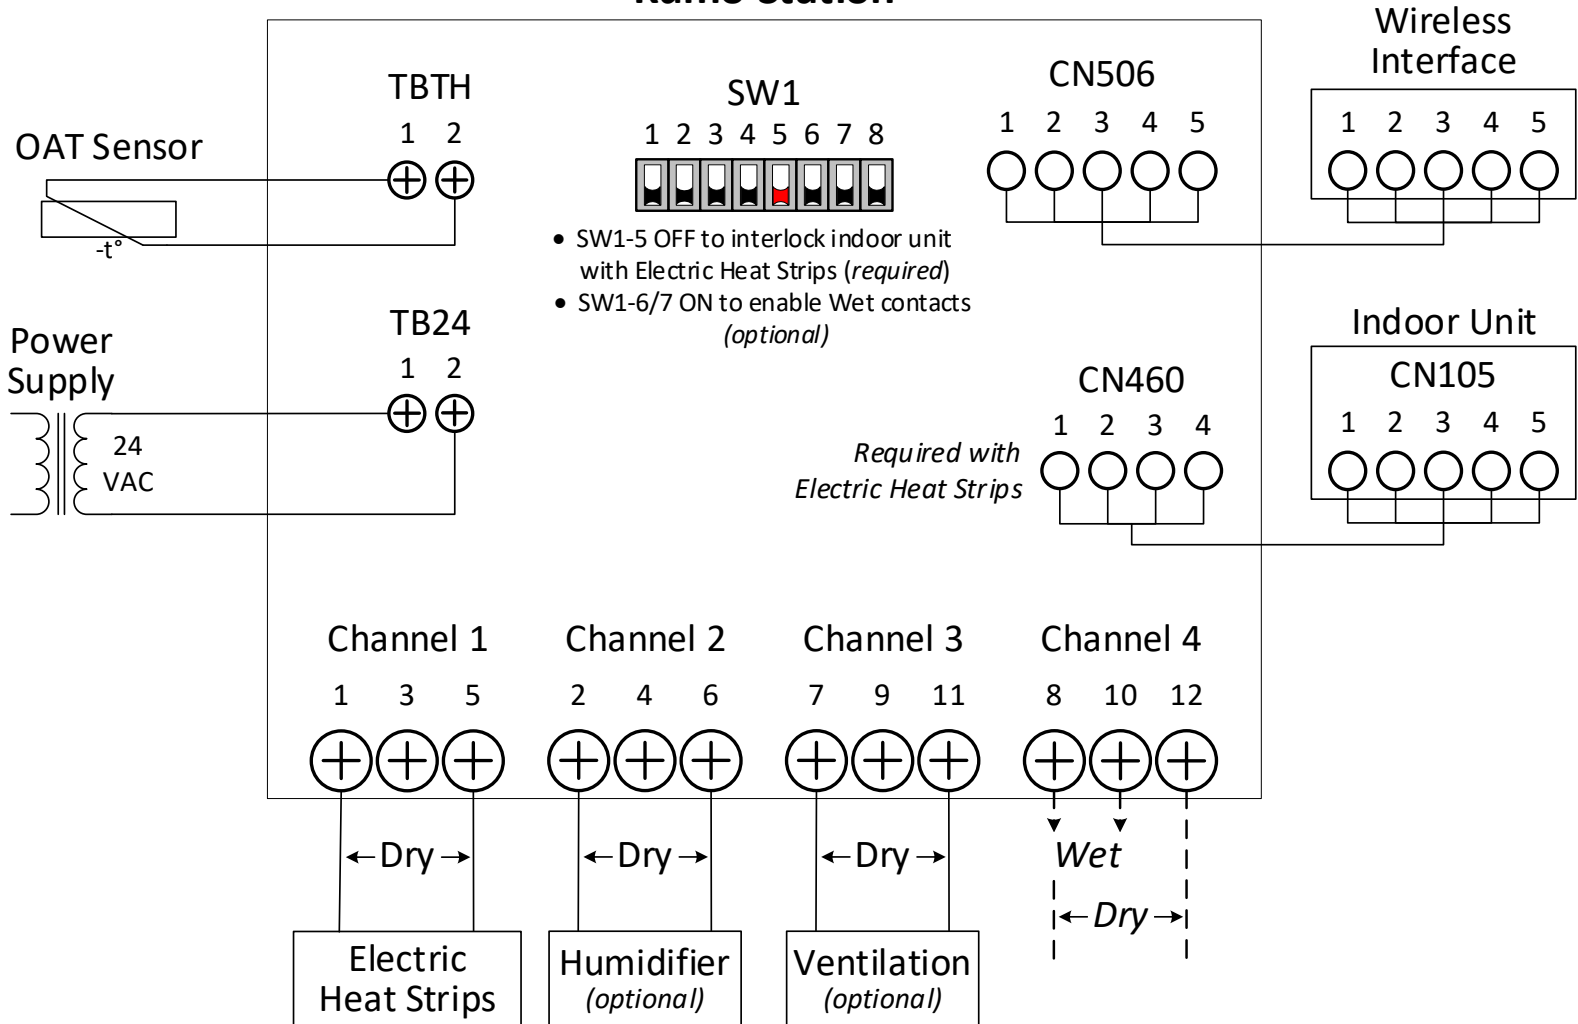 OAT Sensor
-t°
TBTH
1 2
SW1
1 2 3 4 5 6 7 8
• SW1-5 OFF to interlock indoor unit
with Electric Heat Strips (required)
• SW1-6/7 ON to enable Wet contacts
(optional)
CN506
1 2 3 4 5
Wireless
Interface
1 2 3 4 5
Power
Supply
24
VAC
TB24
1 2
CN460
1 2 3 4
Required with
Electric Heat Strips
Indoor Unit
CN105
1 2 3 4 5
Channel 1
1 3 5
Dry
Electric
Heat Strips
Channel 2
2 4 6
Dry
Humidifier
(optional)
Channel 3
7 9 11
Dry
Ventilation
(optional)
Channel 4
8 10 12
Wet
Dry